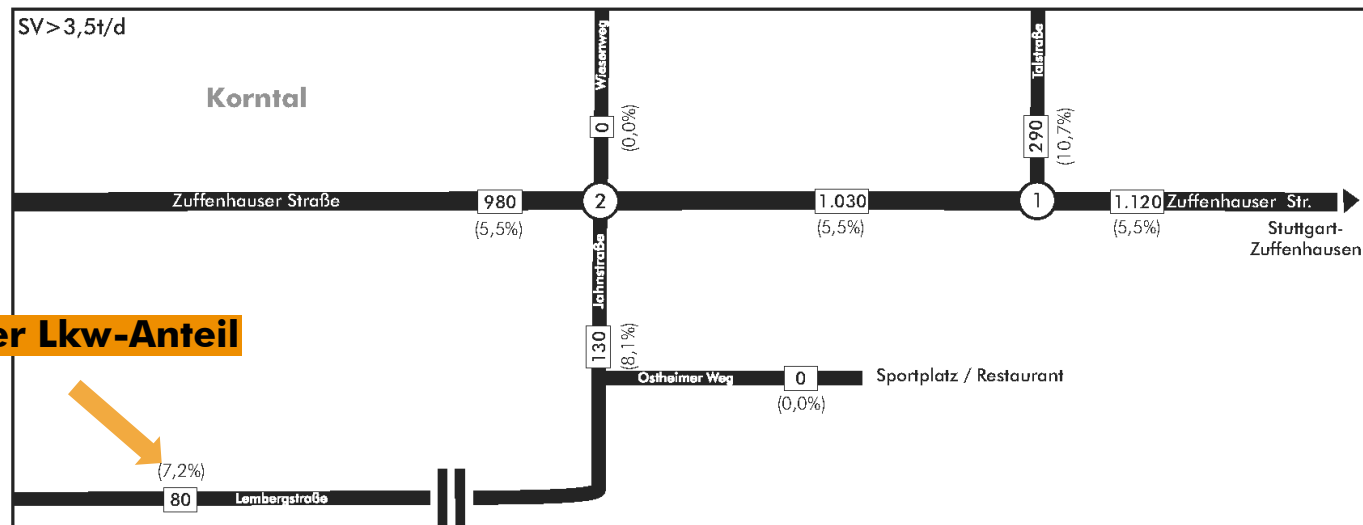 SV>3,5t/d
Korntal
Wiesenweg
0
(0,0%)
Talstraße
290
(10,7%)
Zuffenhauser Straße
980
(5,5%)
2
1.030
(5,5%)
1
1.120
(5,5%)
Zuffenhauser Str.
Stuttgart-
Zuffenhausen
Jahnstraße
130
(8,1%)
er Lkw-Anteil
Ostheimer Weg
0
(0,0%)
Sportplatz / Restaurant
(7,2%)
80
Lembergstraße